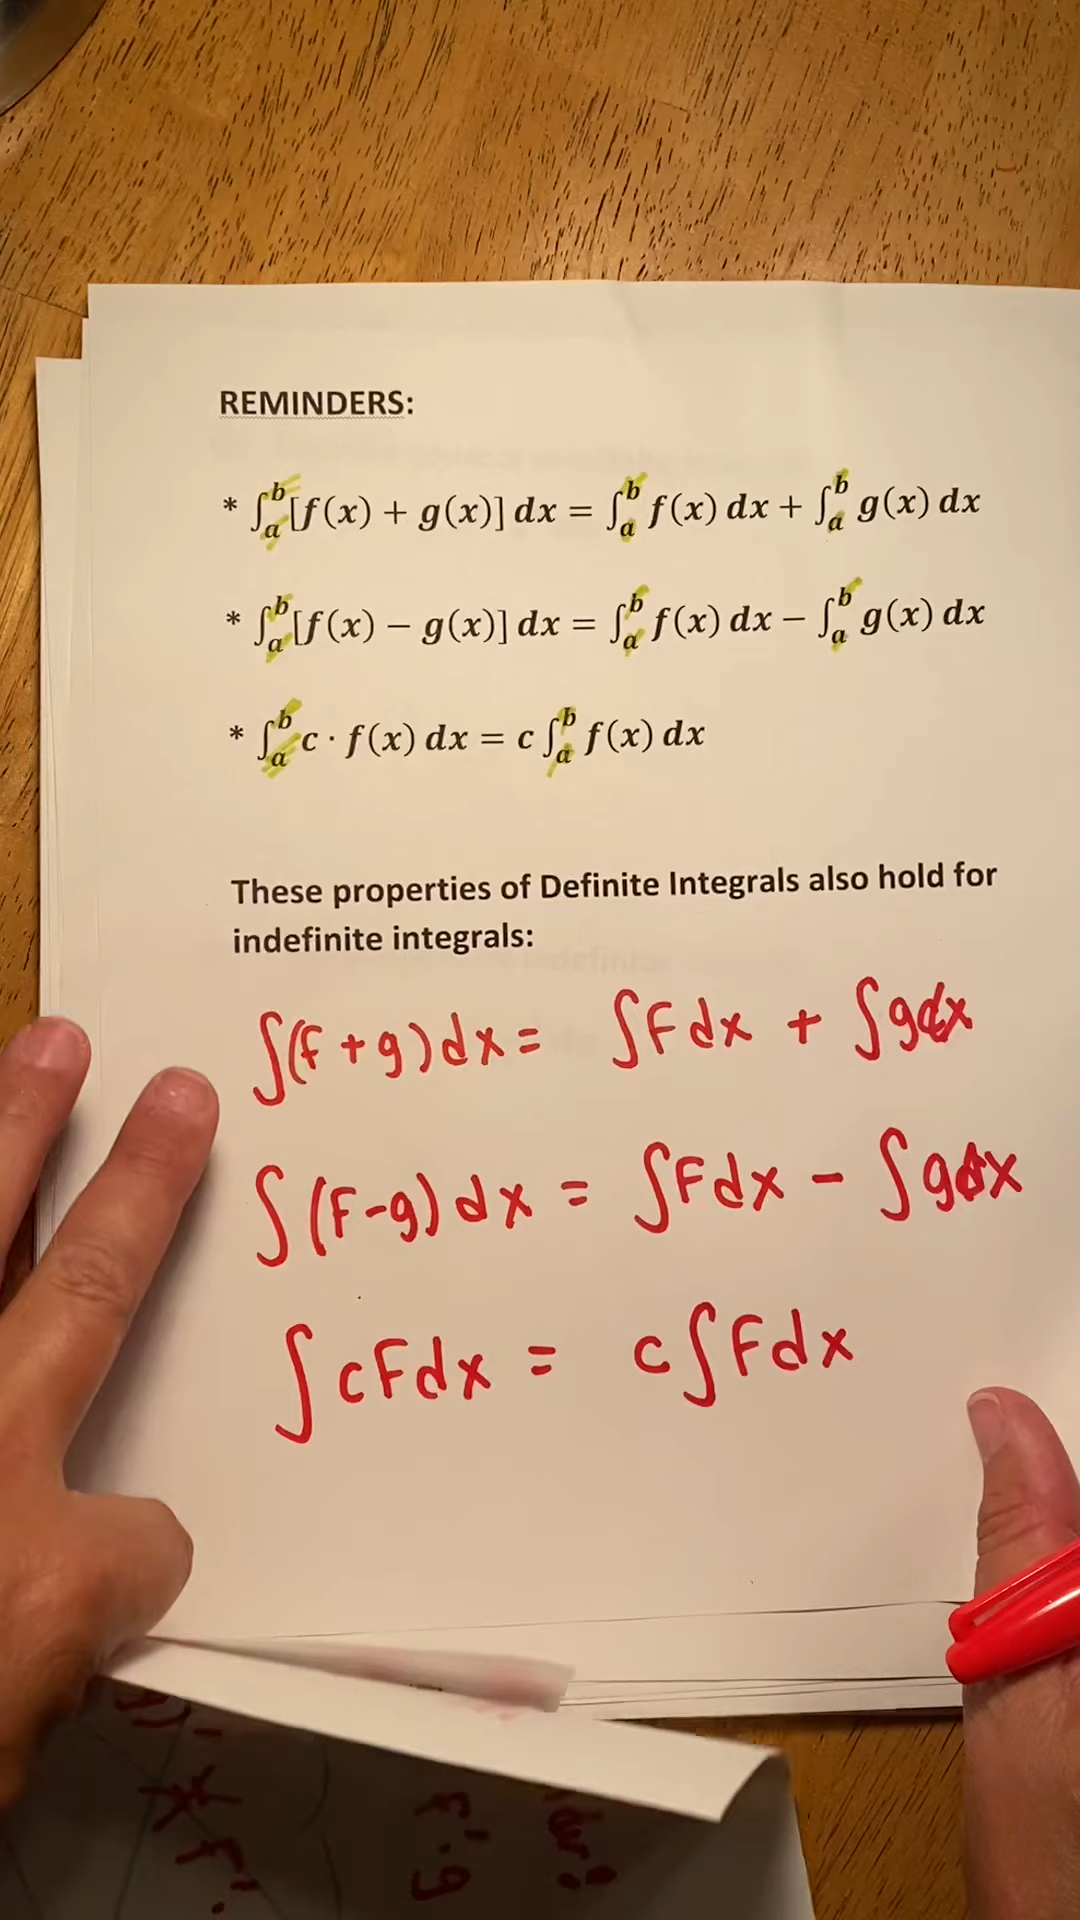 REMINDERS:
* ∫ₐᵇ[f(x) + g(x)] dx = ∫ₐᵇ f(x) dx + ∫ₐᵇ g(x) dx
* ∫ₐᵇ[f(x) − g(x)] dx = ∫ₐᵇ f(x) dx − ∫ₐᵇ g(x) dx
* ∫ₐᵇ c · f(x) dx = c ∫ₐᵇ f(x) dx
These properties of Definite Integrals also hold for
indefinite integrals:
∫(f + g)dx = ∫f dx + ∫g dx
∫(f - g)dx = ∫f dx - ∫g dx
∫c f dx = c∫f dx